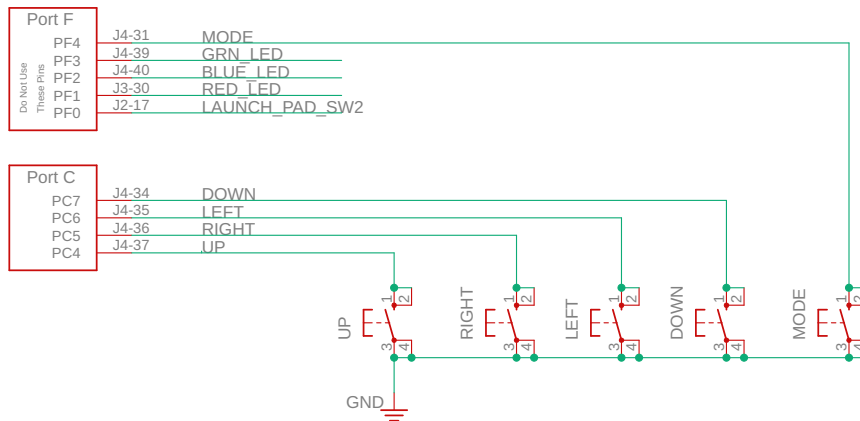 Port F
PF4 J4-31 MODE
PF3 J4-39 GRN_LED
PF2 J4-40 BLUE_LED
PF1 J3-30 RED_LED
PF0 J2-17 LAUNCH_PAD_SW2
Do Not Use
These Pins
Port C
PC7 J4-34 DOWN
PC6 J4-35 LEFT
PC5 J4-36 RIGHT
PC4 J4-37 UP
UP 1 2 3 4
RIGHT 1 2 3 4
LEFT 1 2 3 4
DOWN 1 2 3 4
MODE 1 2 3 4
GND